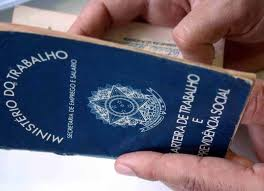 MINISTÉRIO DO TRABALHO
SECRETARIA DE EMPREGO E SALÁRIO
CARTEIRA DE TRABALHO
E
PREVIDÊNCIA SOCIAL